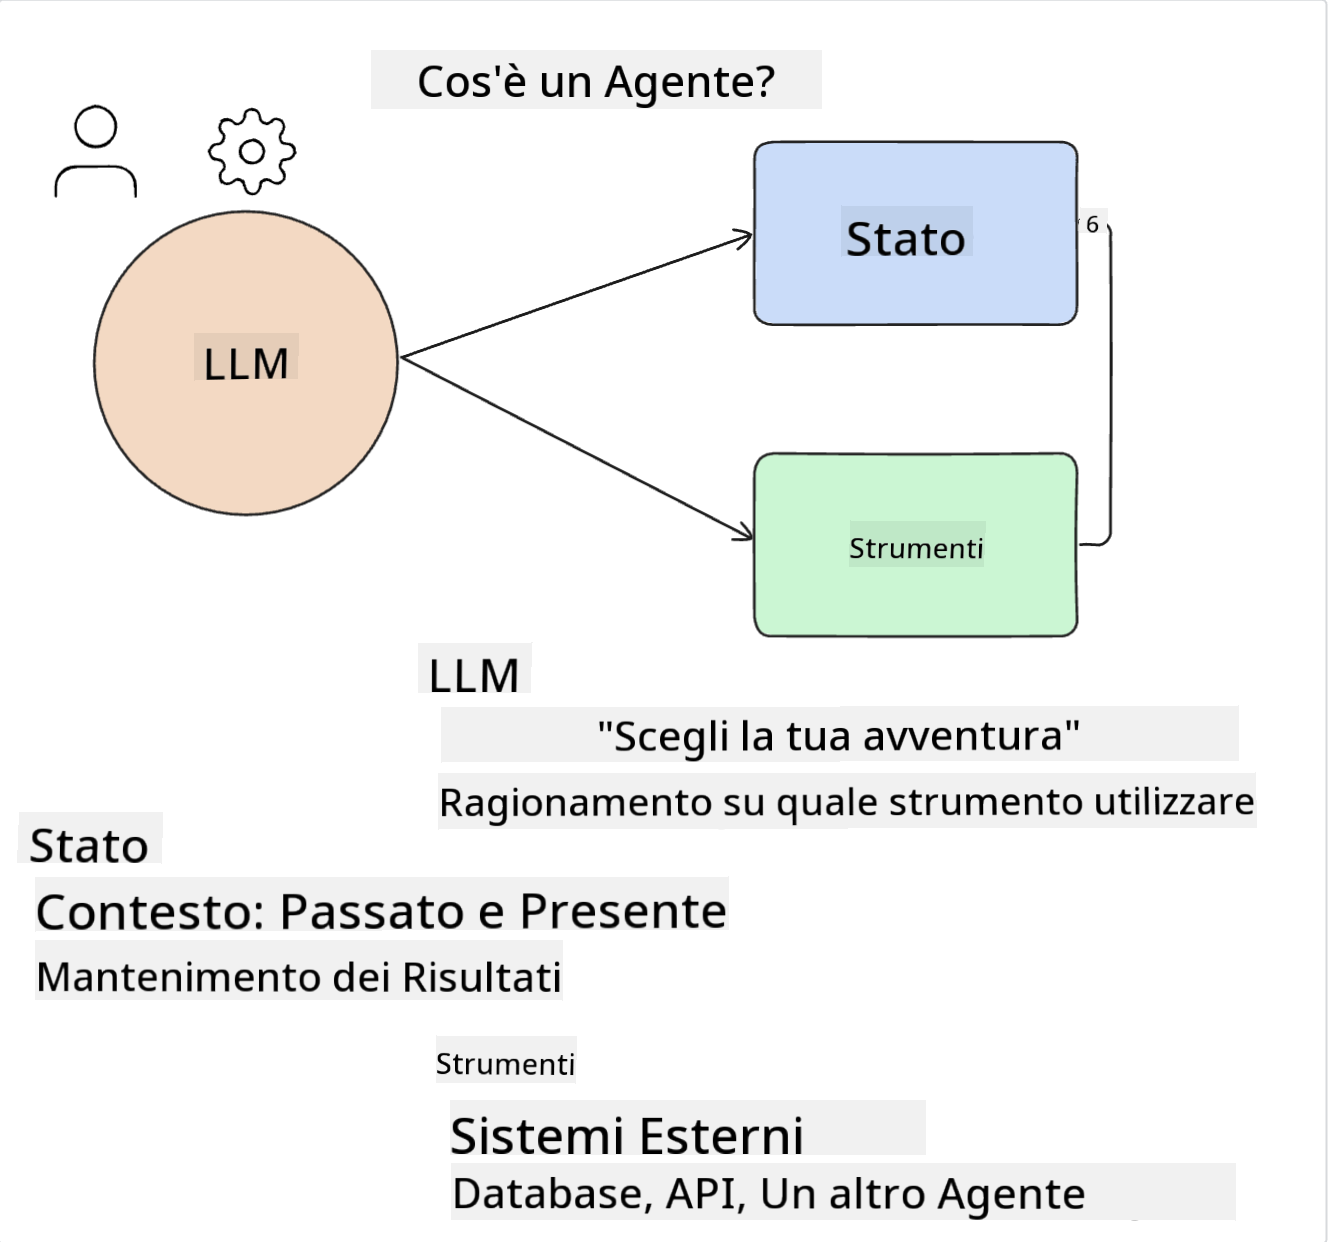 Cos'è un Agente?
Stato
6
LLM
Strumenti
LLM
"Scegli la tua avventura"
Ragionamento su quale strumento utilizzare
Stato
Contesto: Passato e Presente
Mantenimento dei Risultati
Strumenti
Sistemi Esterni
Database, API, Un altro Agente